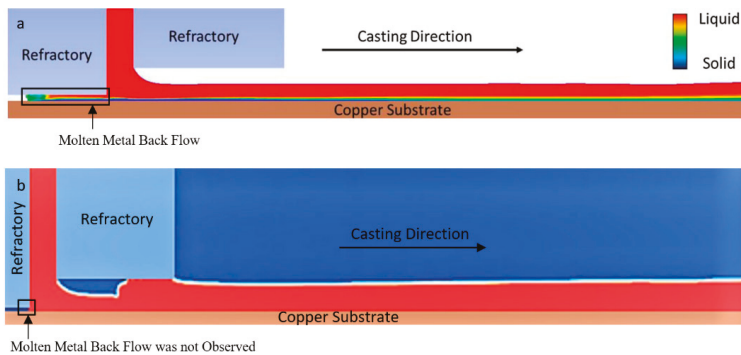 a
Refractory
Refractory
Casting Direction
Liquid
Solid
Copper Substrate
Molten Metal Back Flow
b
Refractory
Refractory
Casting Direction
Copper Substrate
Molten Metal Back Flow was not Observed